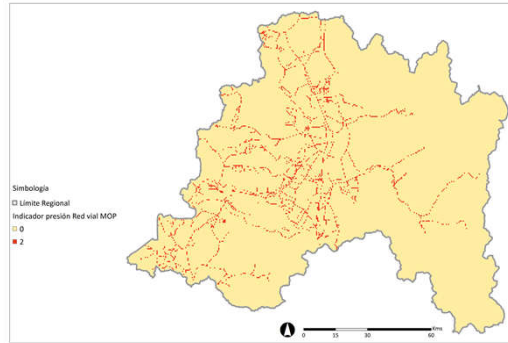 Simbología
Límite Regional
Indicador presión Red vial MOP
0
2
0 15 30 60 Kms